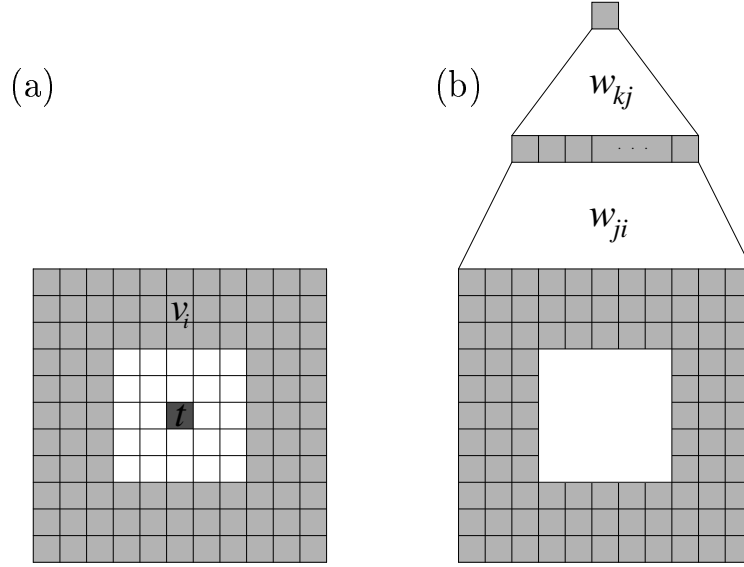 (a)
v_i
t
(b)
w_kj
. . .
w_ji